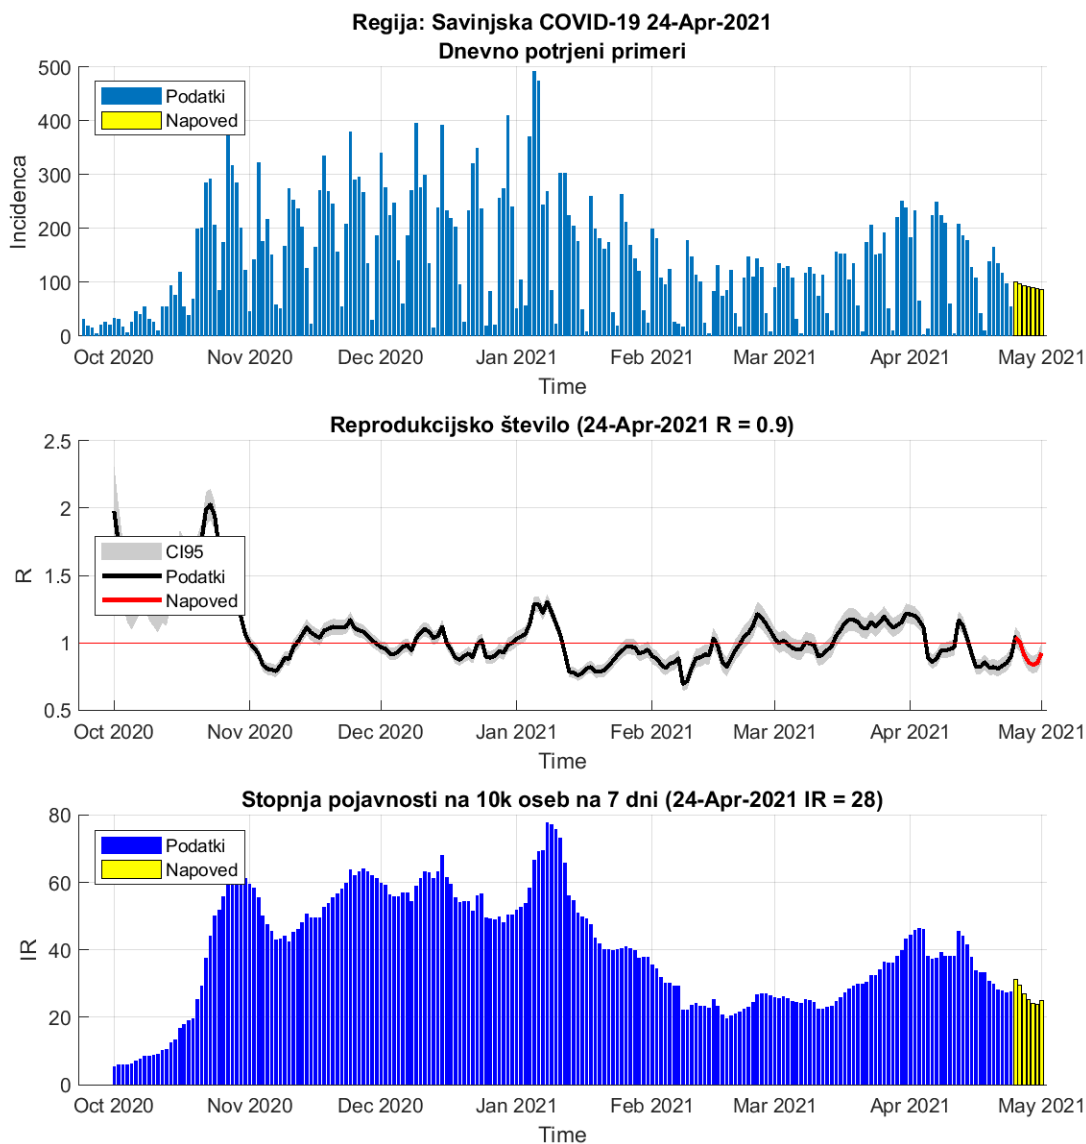 Regija: Savinjska COVID-19 24-Apr-2021
Dnevno potrjeni primeri
500
400
300
200
100
0
Incidenca
Podatki
Napoved
Oct 2020 Nov 2020 Dec 2020 Jan 2021 Feb 2021 Mar 2021 Apr 2021 May 2021
Time
Reprodukcijsko število (24-Apr-2021 R = 0.9)
2.5
2
1.5
1
0.5
R
CI95
Podatki
Napoved
Oct 2020 Nov 2020 Dec 2020 Jan 2021 Feb 2021 Mar 2021 Apr 2021 May 2021
Time
Stopnja pojavnosti na 10k oseb na 7 dni (24-Apr-2021 IR = 28)
80
60
40
20
0
IR
Podatki
Napoved
Oct 2020 Nov 2020 Dec 2020 Jan 2021 Feb 2021 Mar 2021 Apr 2021 May 2021
Time